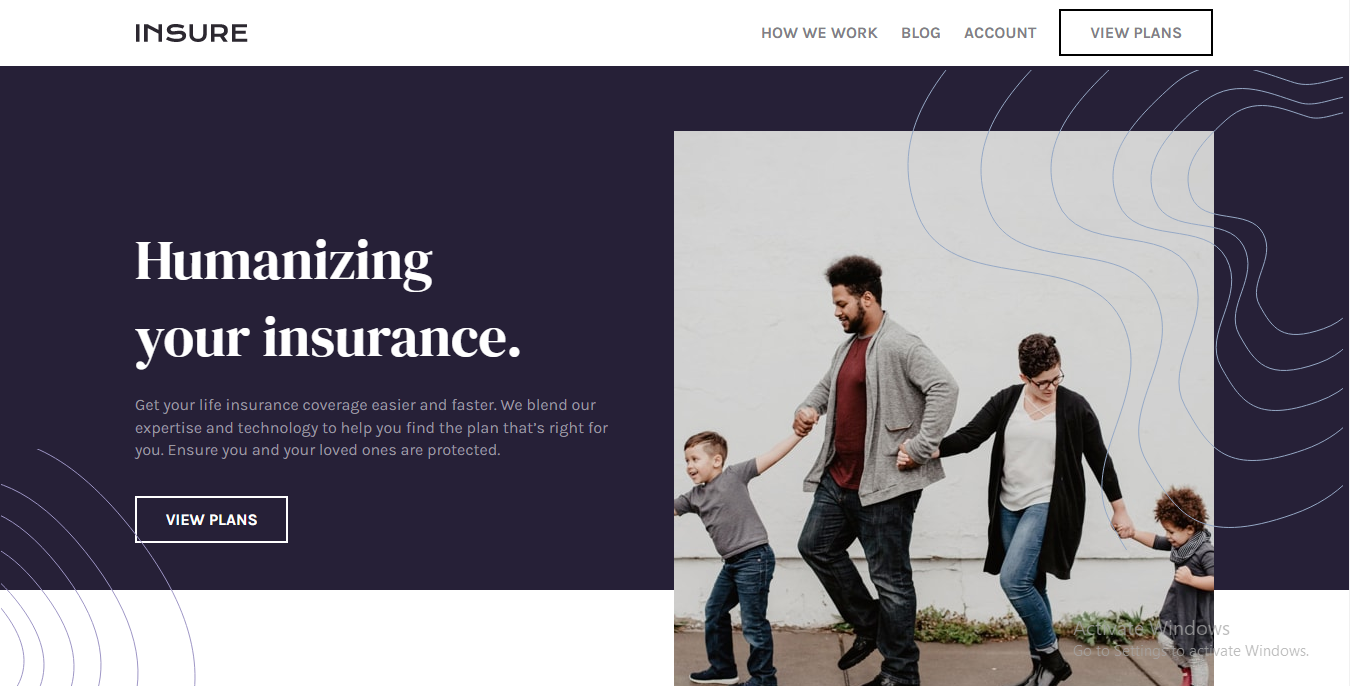 INSURE
HOW WE WORK BLOG ACCOUNT VIEW PLANS
Humanizing
your insurance.
Get your life insurance coverage easier and faster. We blend our
expertise and technology to help you find the plan that’s right for
you. Ensure you and your loved ones are protected.
VIEW PLANS
Activate Windows
Go to Settings to activate Windows.